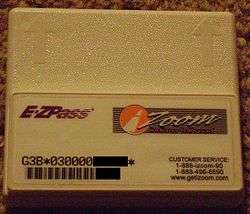 E-ZPass
iZoom
G3B*030000 *
CUSTOMER SERVICE:
1-888-izoom-90
1-888-496-6690
www.getizoom.com